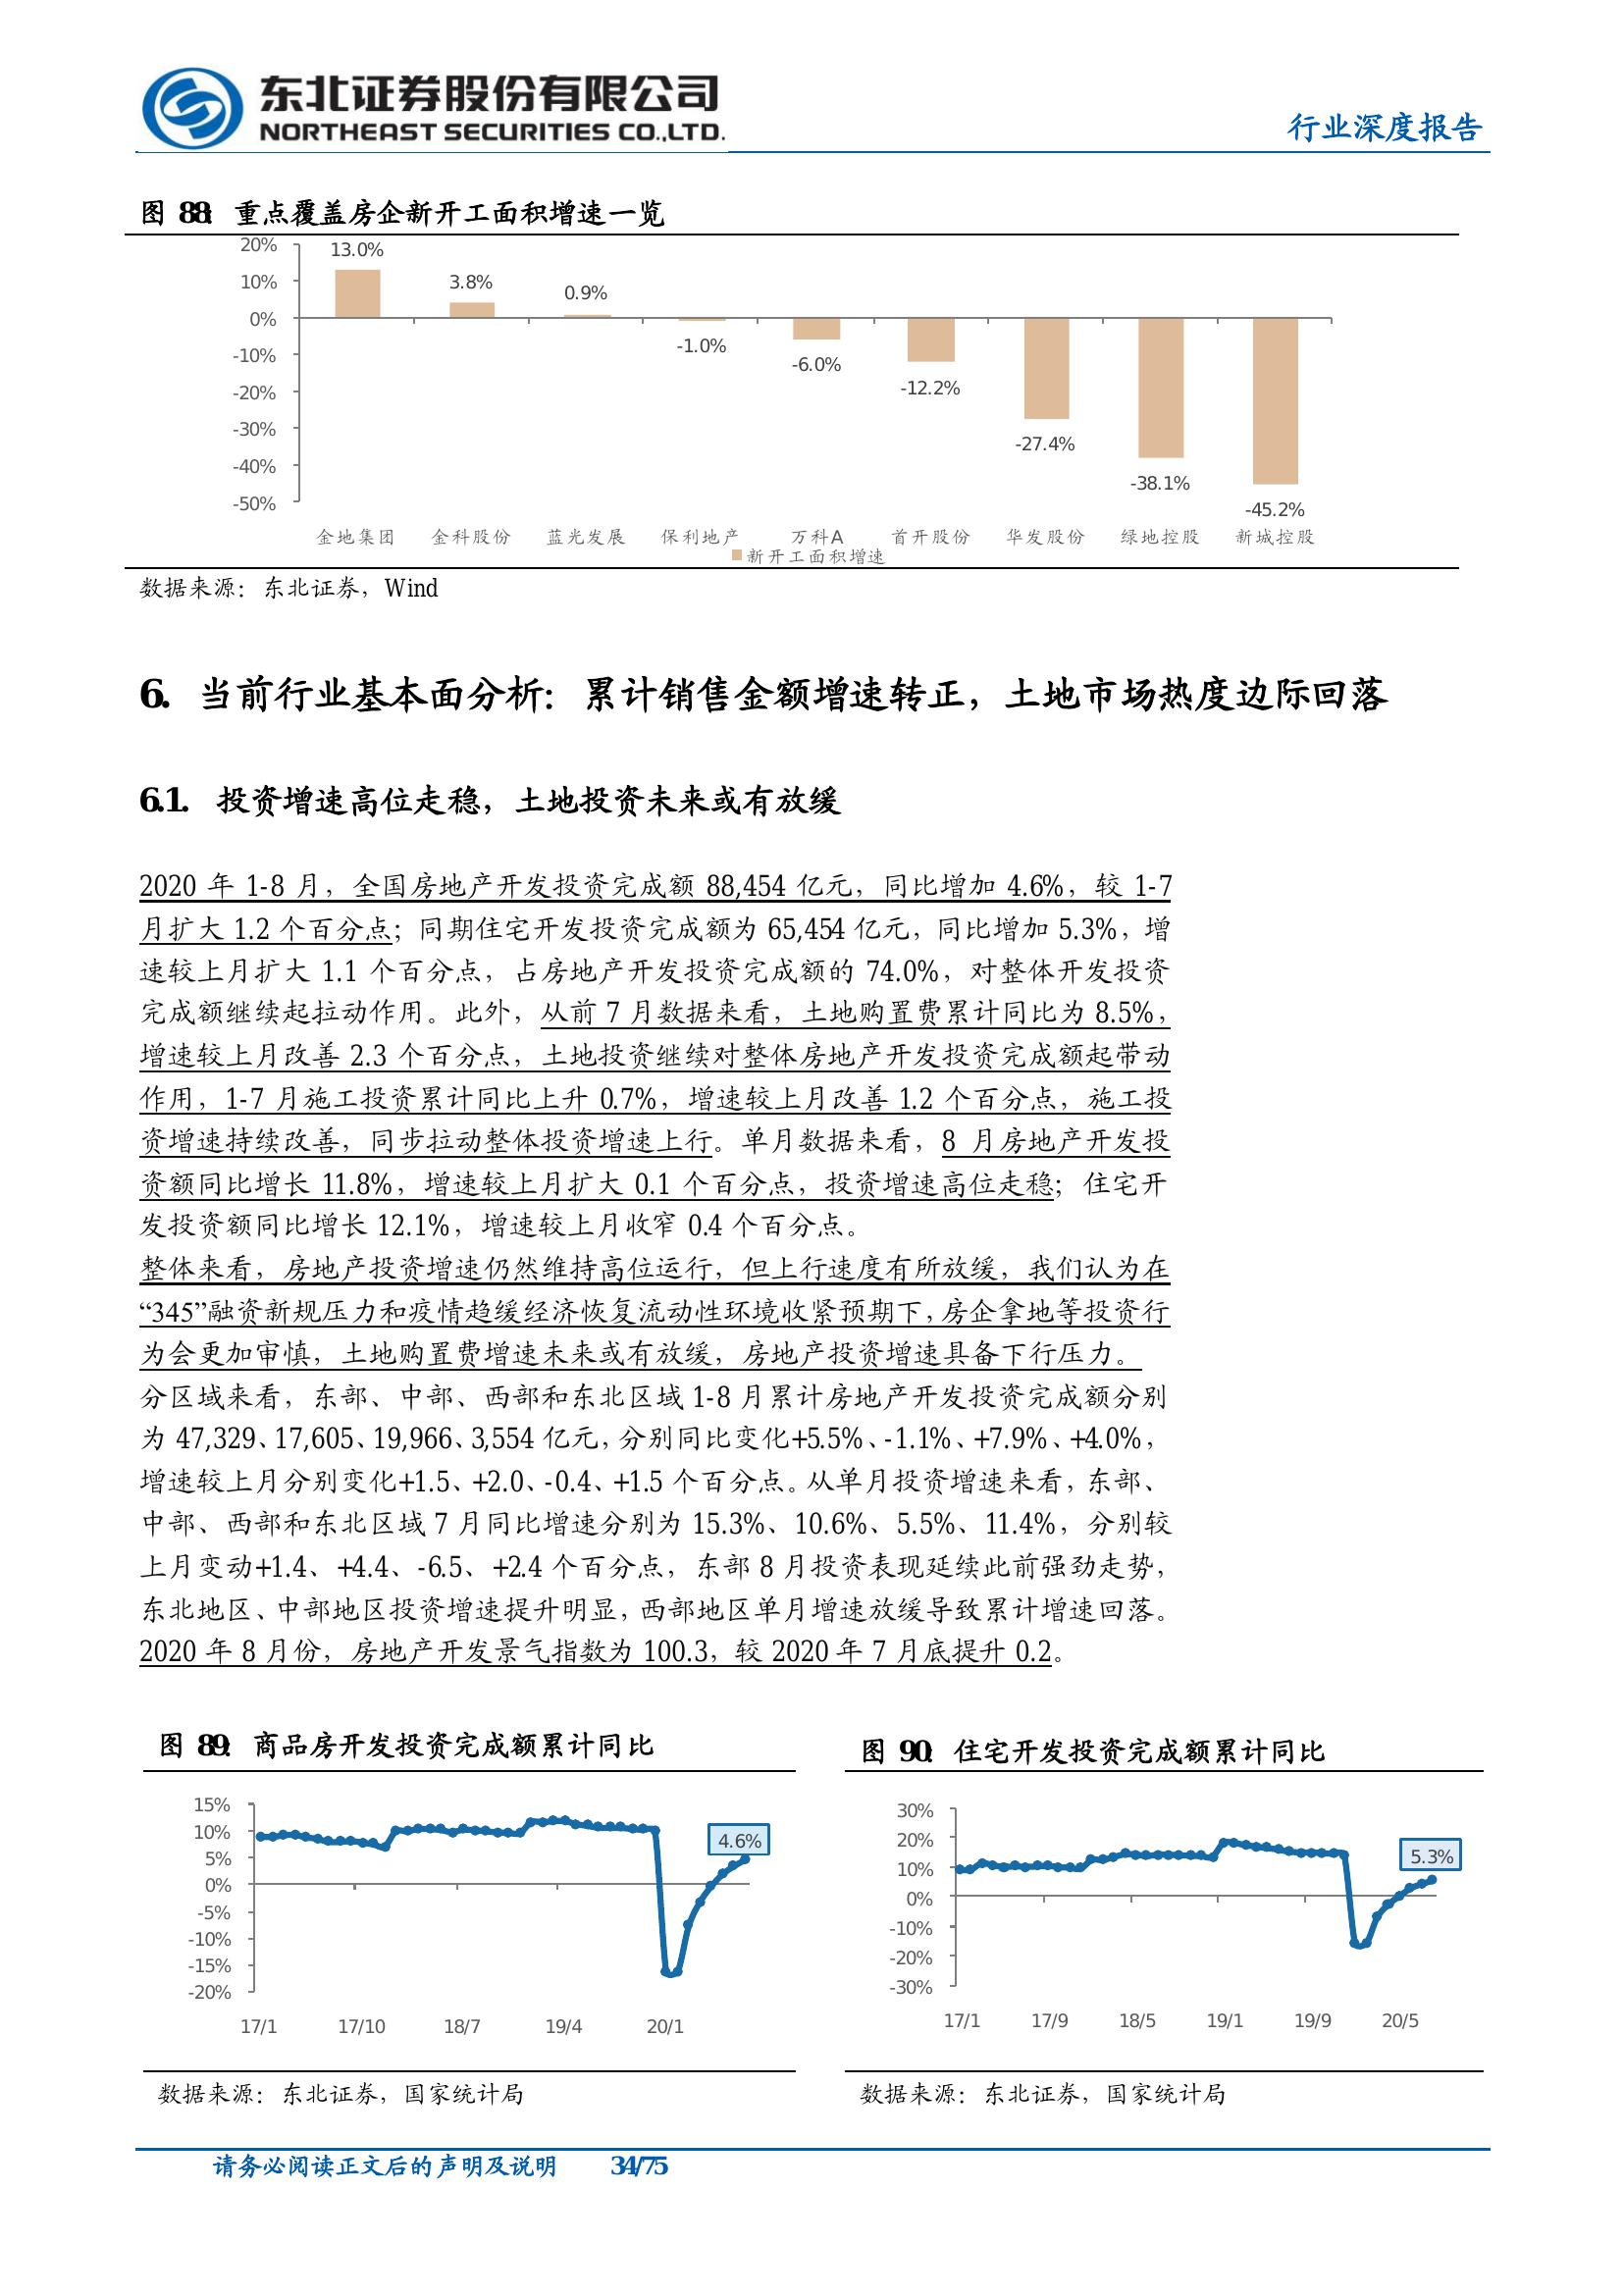 东北证券股份有限公司
NORTHEAST SECURITIES CO.,LTD.
行业深度报告
图 88: 重点覆盖房企新开工面积增速一览
20%
10%
0%
-10%
-20%
-30%
-40%
-50%
13.0%
3.8%
0.9%
-1.0%
-6.0%
-12.2%
-27.4%
-38.1%
-45.2%
金地集团 金科股份 蓝光发展 保利地产 万科A 首开股份 华发股份 绿地控股 新城控股
新开工面积增速
数据来源：东北证券，Wind
6. 当前行业基本面分析：累计销售金额增速转正，土地市场热度边际回落
6.1. 投资增速高位走稳，土地投资未来或有放缓
2020 年 1-8 月，全国房地产开发投资完成额 88,454 亿元，同比增加 4.6%，较 1-7
月扩大 1.2 个百分点；同期住宅开发投资完成额为 65,454 亿元，同比增加 5.3%，增
速较上月扩大 1.1 个百分点，占房地产开发投资完成额的 74.0%，对整体开发投资
完成额继续起拉动作用。此外，从前 7 月数据来看，土地购置费累计同比为 8.5%，
增速较上月改善 2.3 个百分点，土地投资继续对整体房地产开发投资完成额起带动
作用，1-7 月施工投资累计同比上升 0.7%，增速较上月改善 1.2 个百分点，施工投
资增速持续改善，同步拉动整体投资增速上行。单月数据来看，8 月房地产开发投
资额同比增长 11.8%，增速较上月扩大 0.1 个百分点，投资增速高位走稳；住宅开
发投资额同比增长 12.1%，增速较上月收窄 0.4 个百分点。
整体来看，房地产投资增速仍然维持高位运行，但上行速度有所放缓，我们认为在
“345”融资新规压力和疫情趋缓经济恢复流动性环境收紧预期下，房企拿地等投资行
为会更加审慎，土地购置费增速未来或有放缓，房地产投资增速具备下行压力。
分区域来看，东部、中部、西部和东北区域 1-8 月累计房地产开发投资完成额分别
为 47,329、17,605、19,966、3,554 亿元，分别同比变化+5.5%、-1.1%、+7.9%、+4.0%，
增速较上月分别变化+1.5、+2.0、-0.4、+1.5 个百分点。从单月投资增速来看，东部、
中部、西部和东北区域 7 月同比增速分别为 15.3%、10.6%、5.5%、11.4%，分别较
上月变动+1.4、+4.4、-6.5、+2.4 个百分点，东部 8 月投资表现延续此前强劲走势，
东北地区、中部地区投资增速提升明显，西部地区单月增速放缓导致累计增速回落。
2020 年 8 月份，房地产开发景气指数为 100.3，较 2020 年 7 月底提升 0.2。
图 89: 商品房开发投资完成额累计同比
15%
10%
5%
0%
-5%
-10%
-15%
-20%
4.6%
17/1 17/10 18/7 19/4 20/1
数据来源：东北证券，国家统计局
图 90: 住宅开发投资完成额累计同比
30%
20%
10%
0%
-10%
-20%
-30%
5.3%
17/1 17/9 18/5 19/1 19/9 20/5
数据来源：东北证券，国家统计局
请务必阅读正文后的声明及说明 34/75